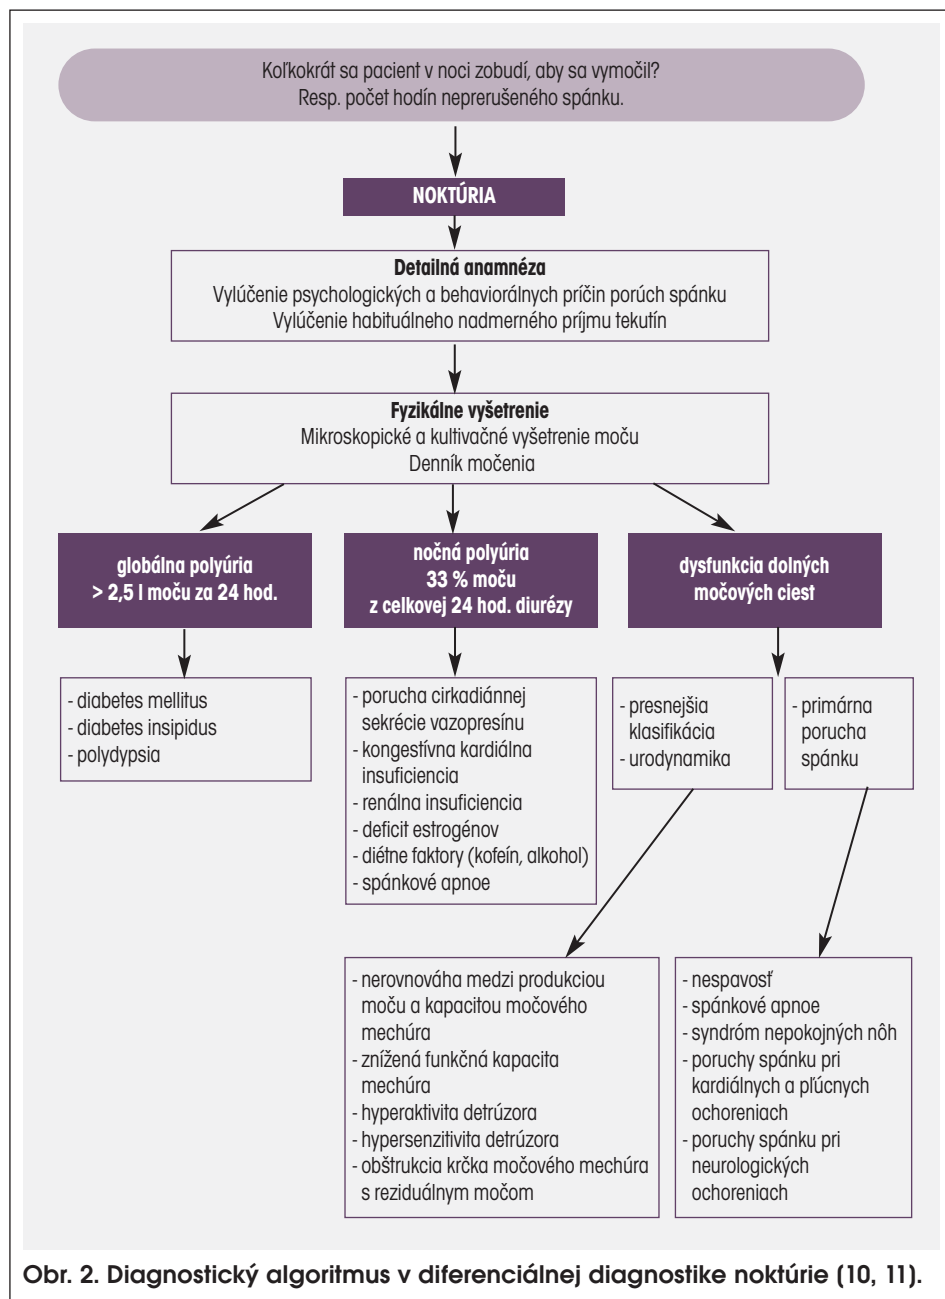 Koľkokrát sa pacient v noci zobudí, aby sa vymočil?
Resp. počet hodín neprerušeného spánku.
NOKTÚRIA
Detailná anamnéza
Vylúčenie psychologických a behaviorálnych príčin porúch spánku
Vylúčenie habituálneho nadmerného príjmu tekutín
Fyzikálne vyšetrenie
Mikroskopické a kultivačné vyšetrenie moču
Denník močenia
globálna polyúria
> 2,5 l moču za 24 hod.
nočná polyúria
33 % moču
z celkovej 24 hod. diurézy
dysfunkcia dolných
močových ciest
- diabetes mellitus
- diabetes insipidus
- polydypsia
- porucha cirkadiánnej
sekrécie vazopresínu
- kongestívna kardiálna
insuficiencia
- renálna insuficiencia
- deficit estrogénov
- diétne faktory (kofeín, alkohol)
- spánkové apnoe
- presnejšia
klasifikácia
- urodynamika
- primárna
porucha
spánku
- nerovnováha medzi produkciou
moču a kapacitou močového
mechúra
- znížená funkčná kapacita
mechúra
- hyperaktivita detrúzora
- hypersenzitivita detrúzora
- obštrukcia krčka močového mechúra
s reziduálnym močom
- nespavosť
- spánkové apnoe
- syndróm nepokojných nôh
- poruchy spánku pri
kardiálnych a pľúcnych
ochoreniach
- poruchy spánku pri
neurologických
ochoreniach
Obr. 2. Diagnostický algoritmus v diferenciálnej diagnostike noktúrie (10, 11).